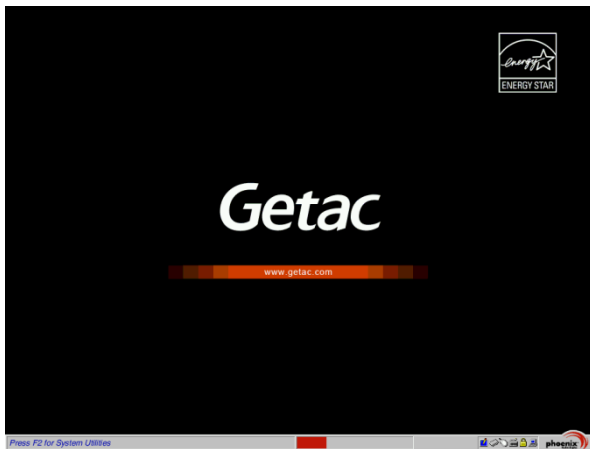 energy
ENERGY STAR
Getac
www.getac.com
Press F2 for System Utilities
phoenix